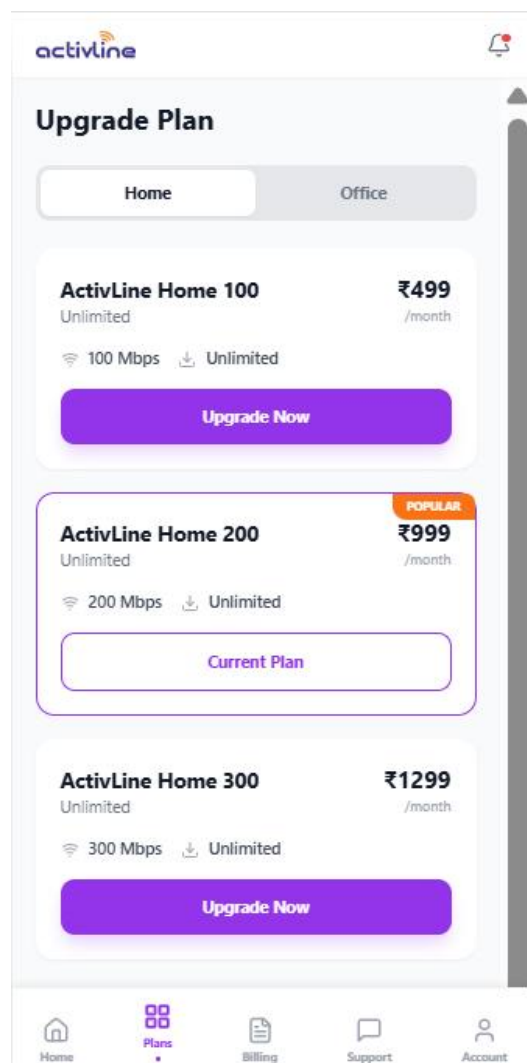 activline
Upgrade Plan
Home Office
ActivLine Home 100 ₹499
Unlimited /month
100 Mbps Unlimited
Upgrade Now
POPULAR
ActivLine Home 200 ₹999
Unlimited /month
200 Mbps Unlimited
Current Plan
ActivLine Home 300 ₹1299
Unlimited /month
300 Mbps Unlimited
Upgrade Now
Home Plans Billing Support Account